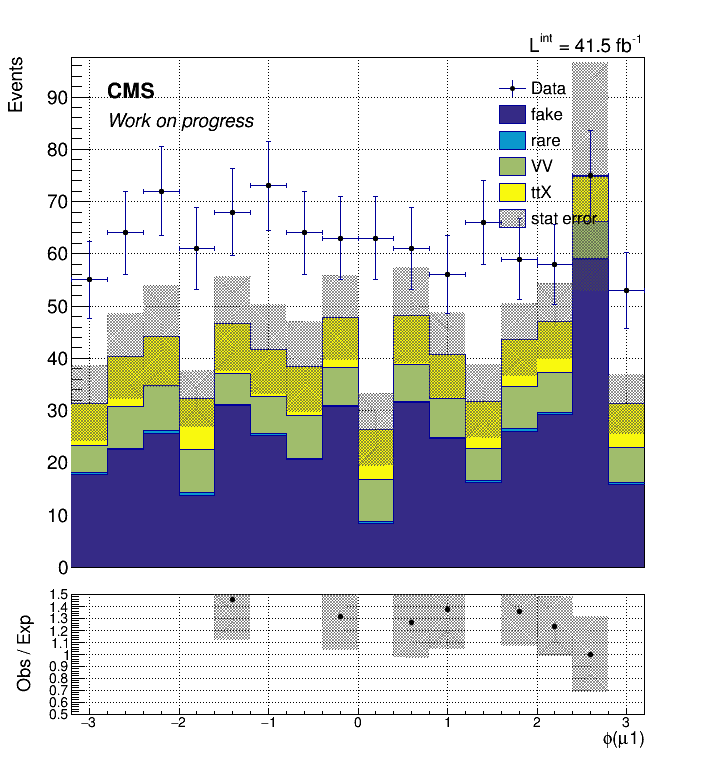 L^int = 41.5 fb^-1
Events
CMS
Work on progress
Data
fake
rare
VV
ttX
stat error
90
80
70
60
50
40
30
20
10
0
Obs / Exp
1.5
1.4
1.3
1.2
1.1
1
0.9
0.8
0.7
0.6
0.5
−3 −2 −1 0 1 2 3
ϕ(μ1)